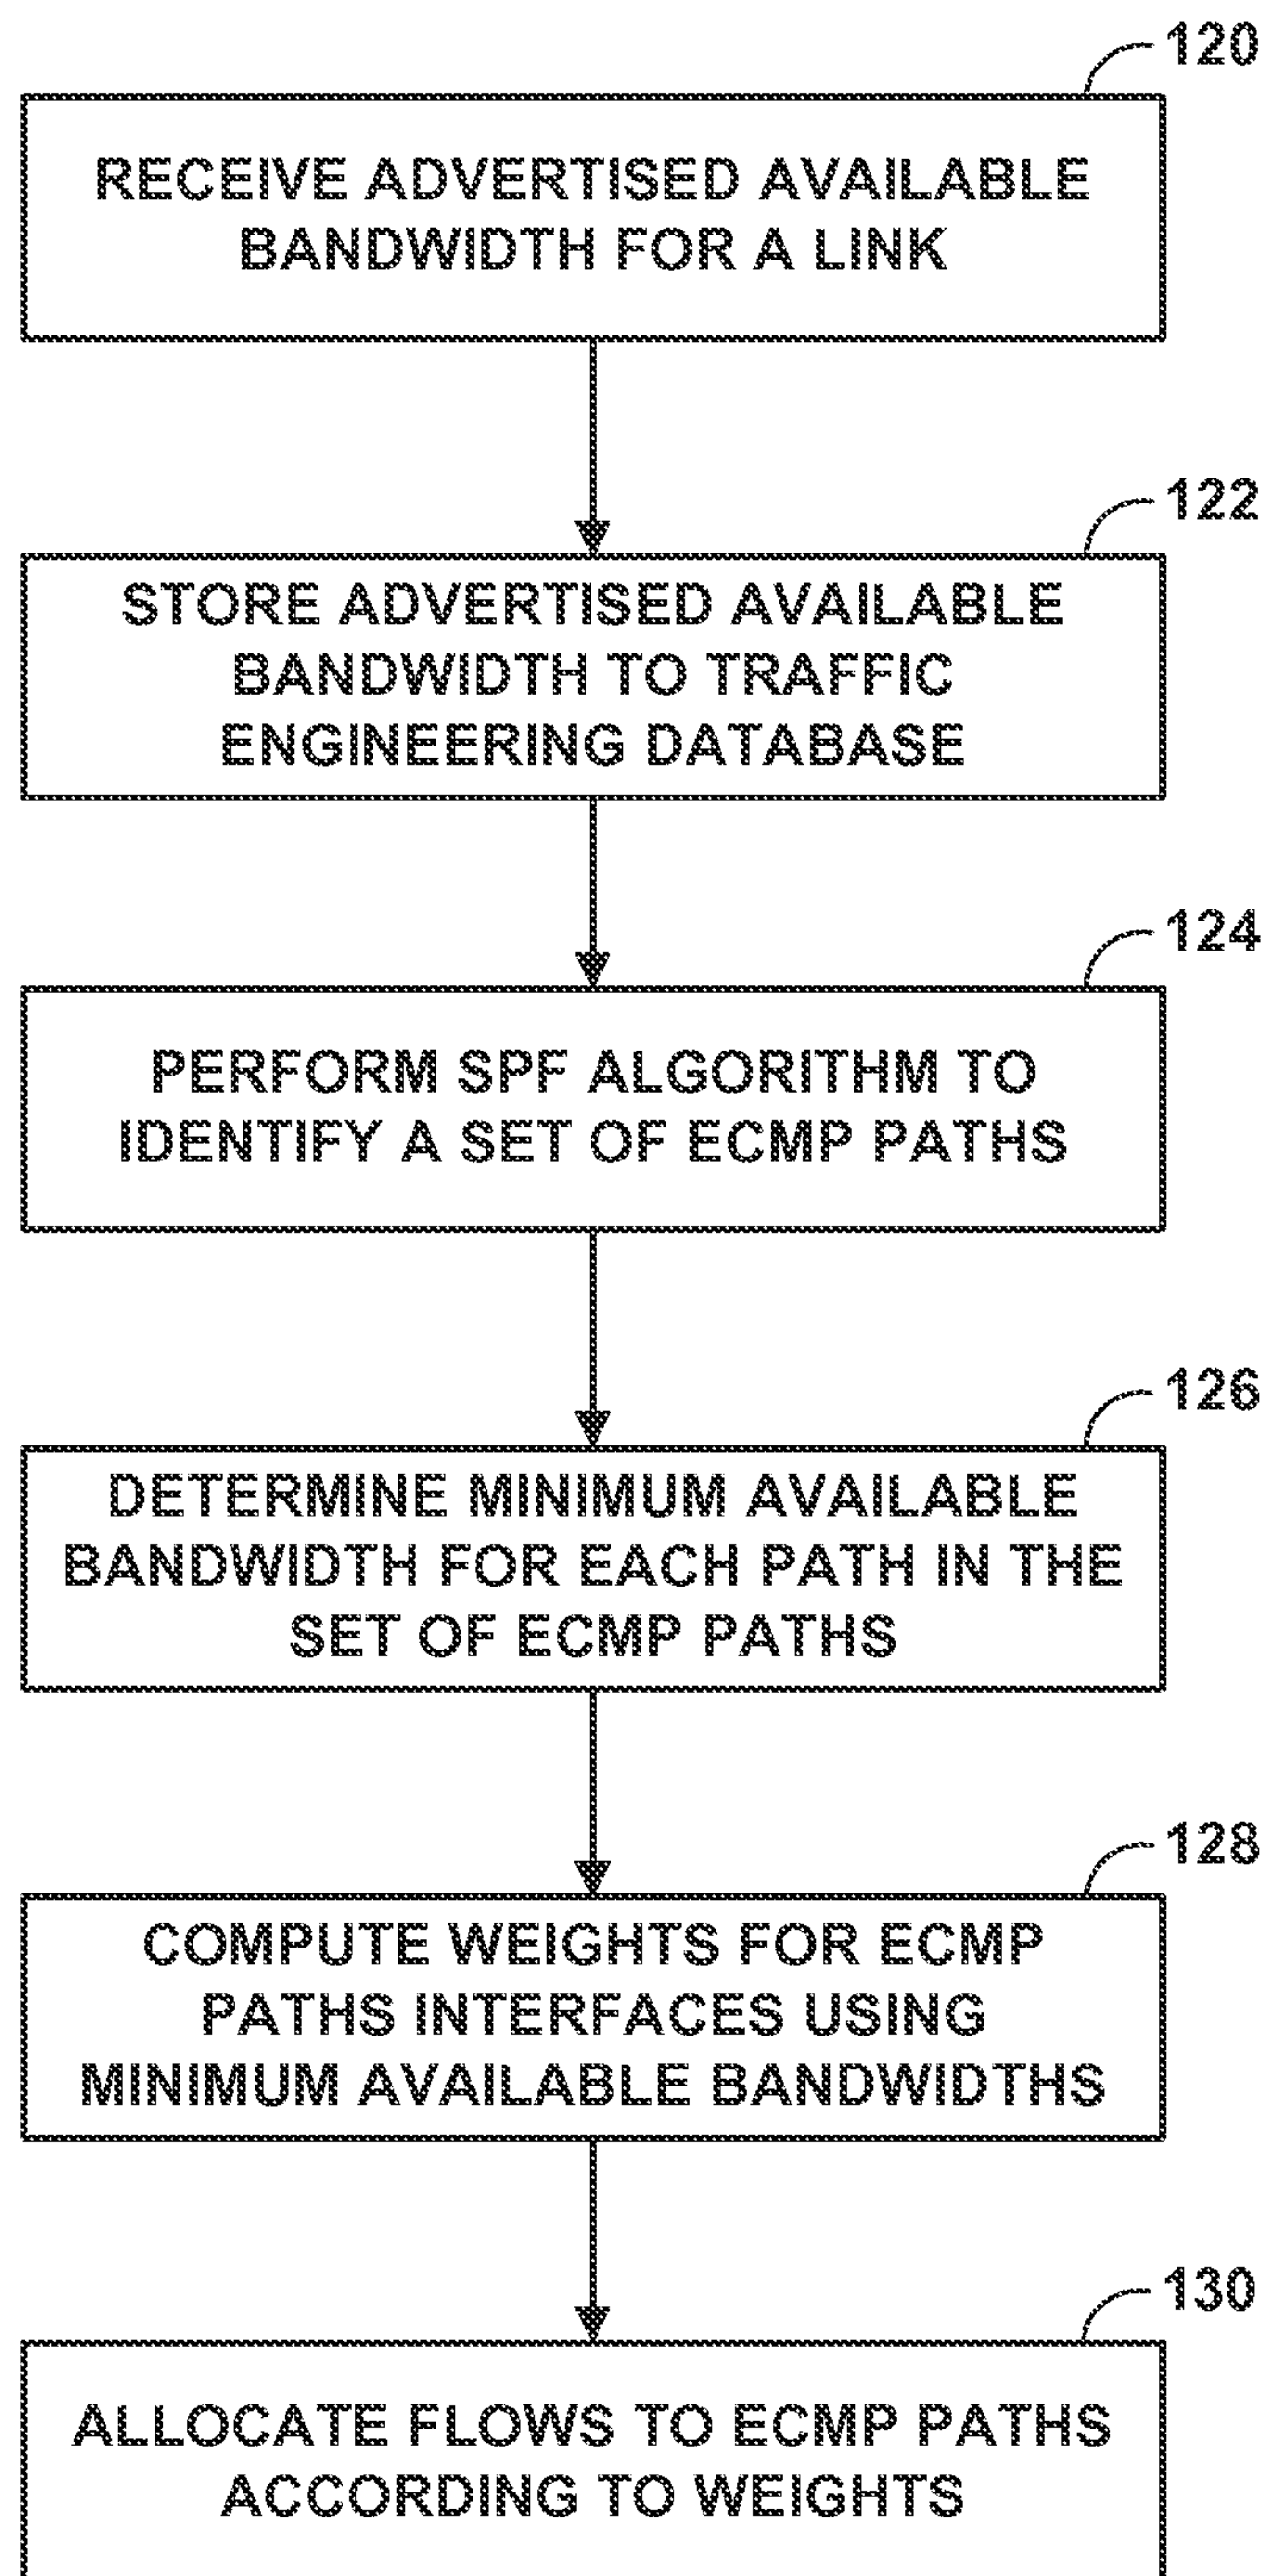 120
RECEIVE ADVERTISED AVAILABLE
BANDWIDTH FOR A LINK
122
STORE ADVERTISED AVAILABLE
BANDWIDTH TO TRAFFIC
ENGINEERING DATABASE
124
PERFORM SPF ALGORITHM TO
IDENTIFY A SET OF ECMP PATHS
126
DETERMINE MINIMUM AVAILABLE
BANDWIDTH FOR EACH PATH IN THE
SET OF ECMP PATHS
128
COMPUTE WEIGHTS FOR ECMP
PATHS INTERFACES USING
MINIMUM AVAILABLE BANDWIDTHS
130
ALLOCATE FLOWS TO ECMP PATHS
ACCORDING TO WEIGHTS